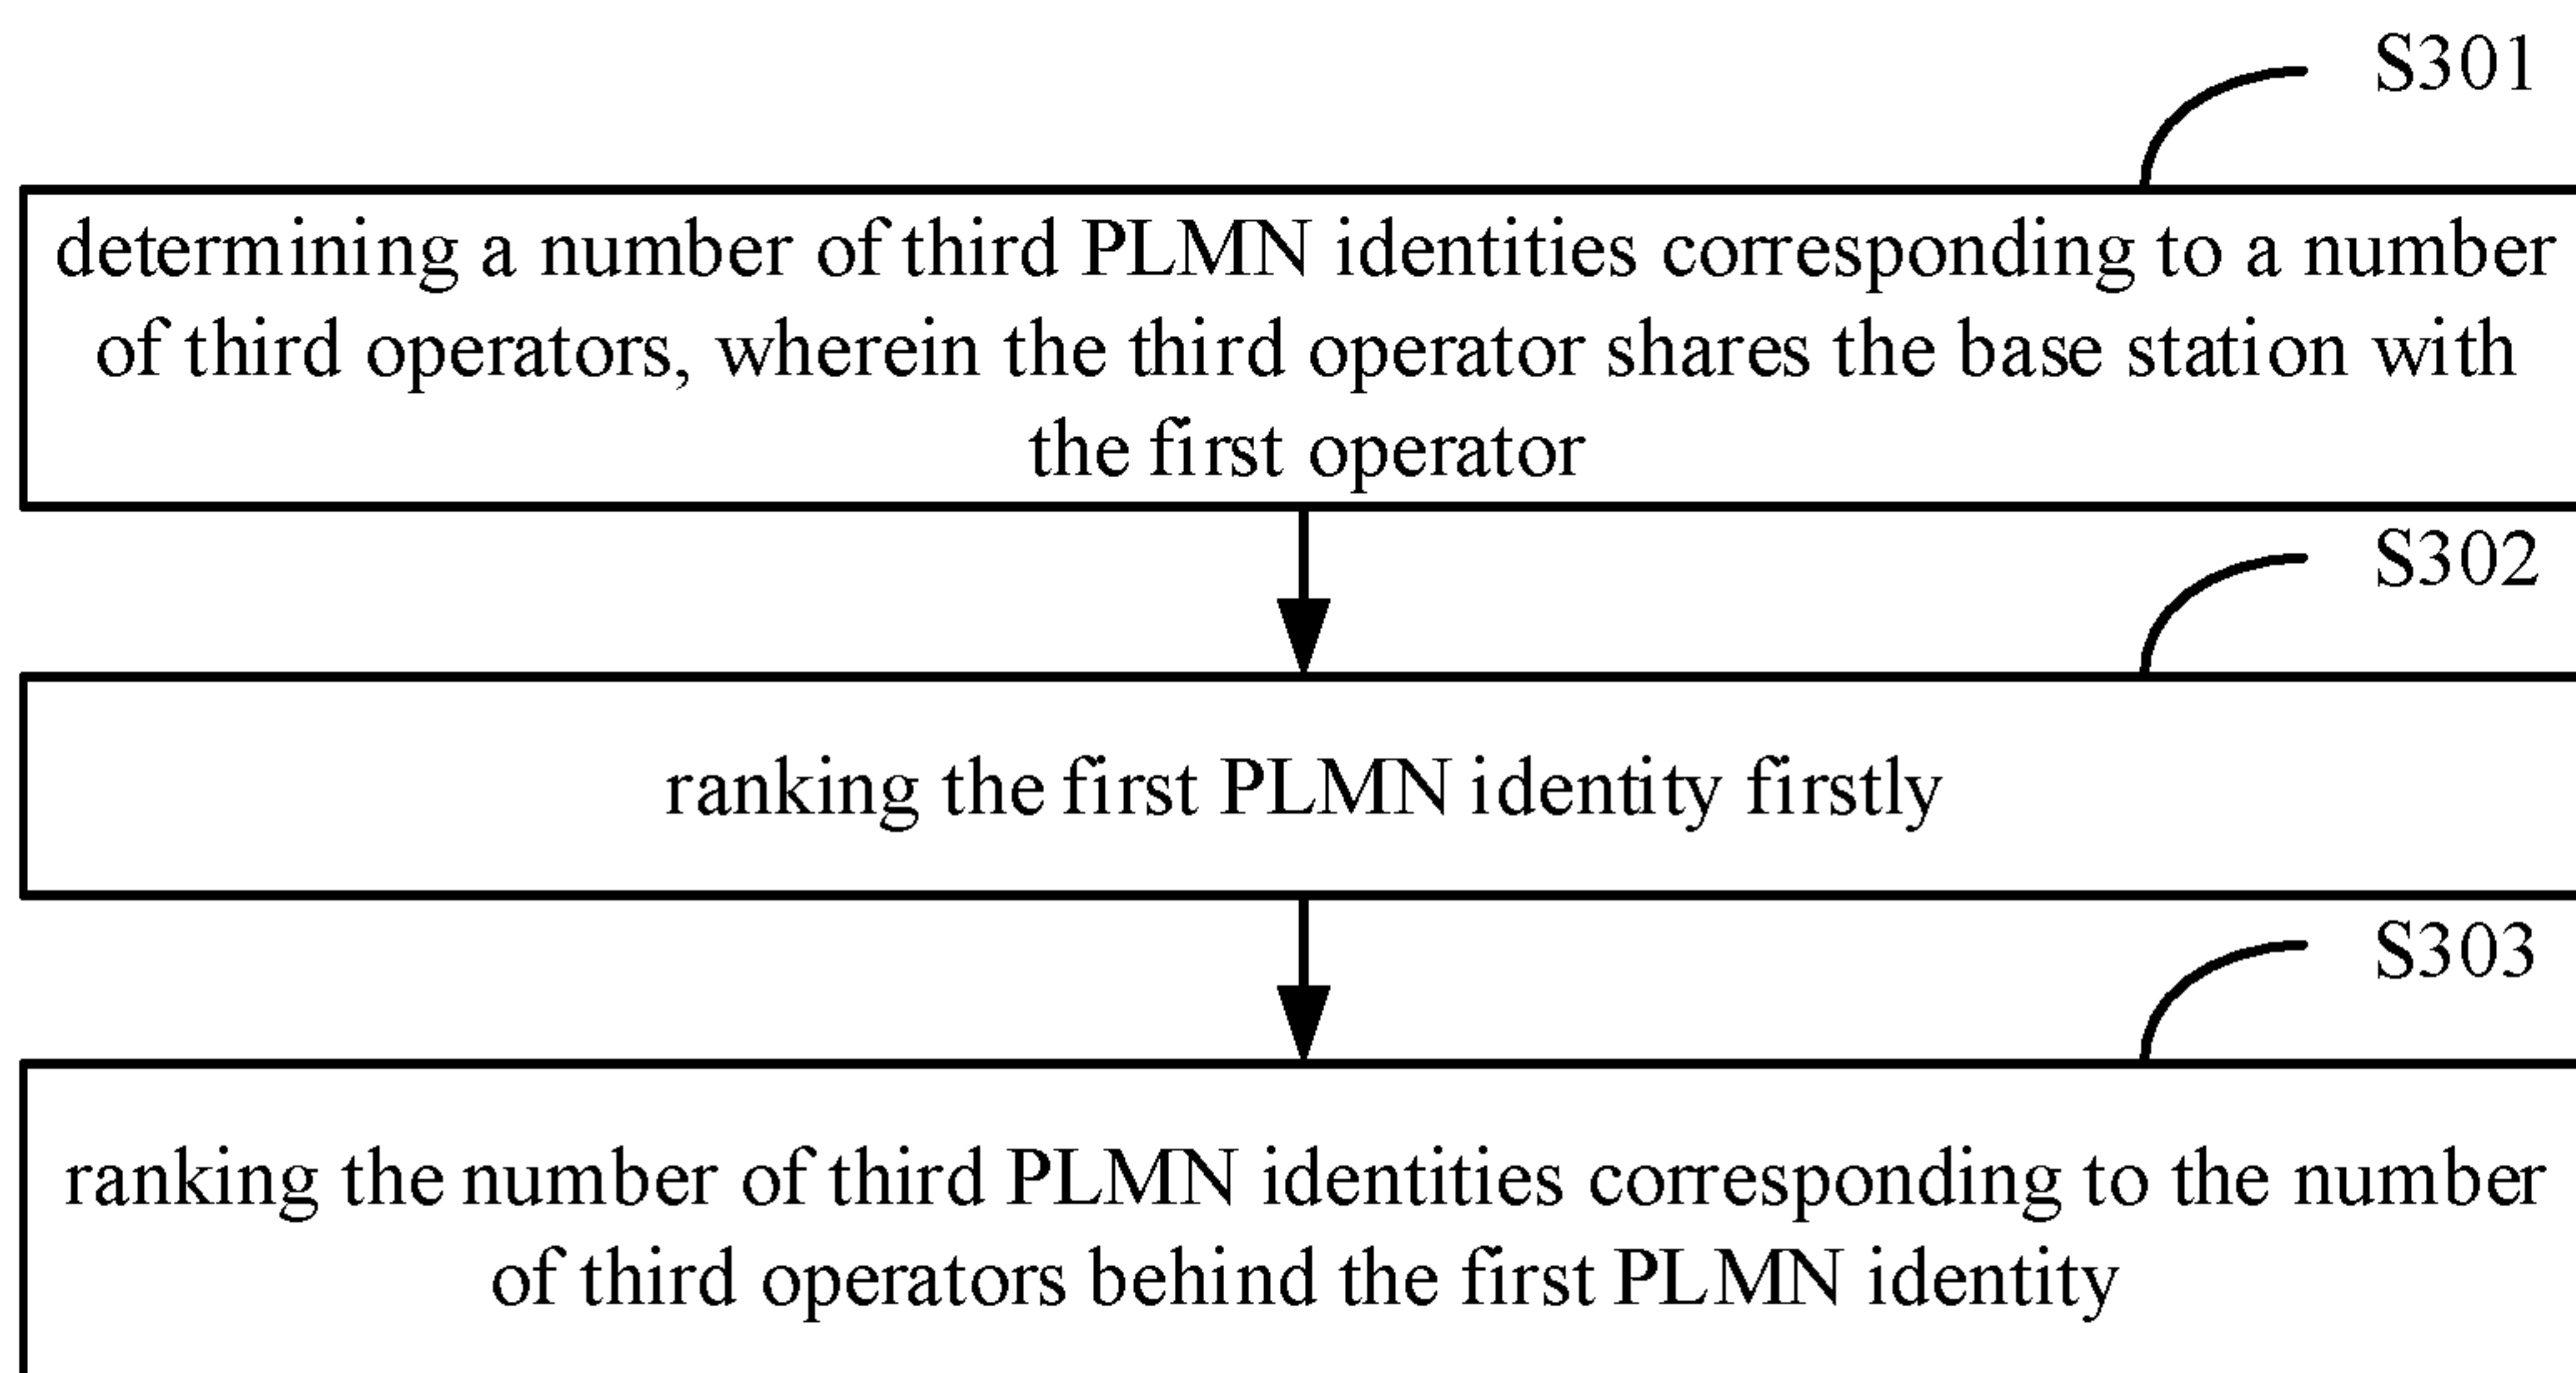 S301
determining a number of third PLMN identities corresponding to a number
of third operators, wherein the third operator shares the base station with
the first operator
S302
ranking the first PLMN identity firstly
S303
ranking the number of third PLMN identities corresponding to the number
of third operators behind the first PLMN identity